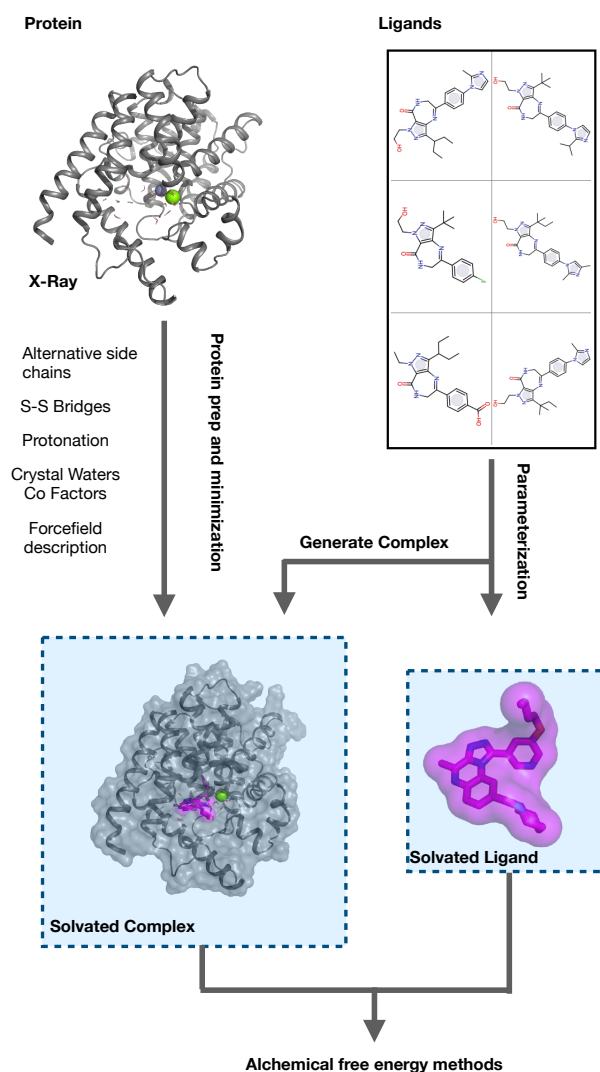 Protein
Ligands
X-Ray
Alternative side
chains
S-S Bridges
Protonation
Crystal Waters
Co Factors
Forcefield
description
Protein prep and minimization
Parameterization
Generate Complex
Solvated Complex
Solvated Ligand
Alchemical free energy methods